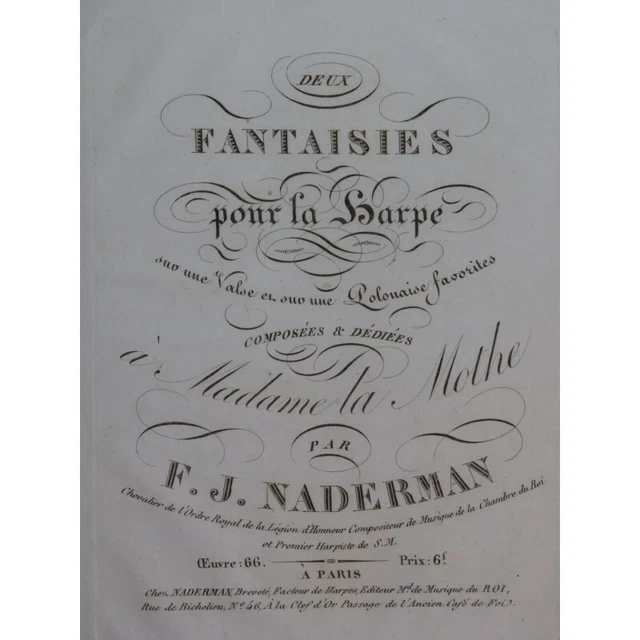 DEUX
FANTAISIES
pour la Harpe
sur une Valse et sur une Polonaise favorites
COMPOSÉES & DÉDIÉES
à Madame la Mothe
PAR
F. J. NADERMAN
Chevalier de l'Ordre Royal de la Légion d'Honneur Compositeur de Musique de la Chambre du Roi
et Premier Harpiste de S.M.
Œuvre : 66. Prix : 6f
À PARIS
Chez NADERMAN, Breveté, Facteur de Harpes, Editeur Md. de Musique du ROI,
Rue de Richelieu, No. 46, À la Clef d'Or Passage de l'Ancien Café de Foi.